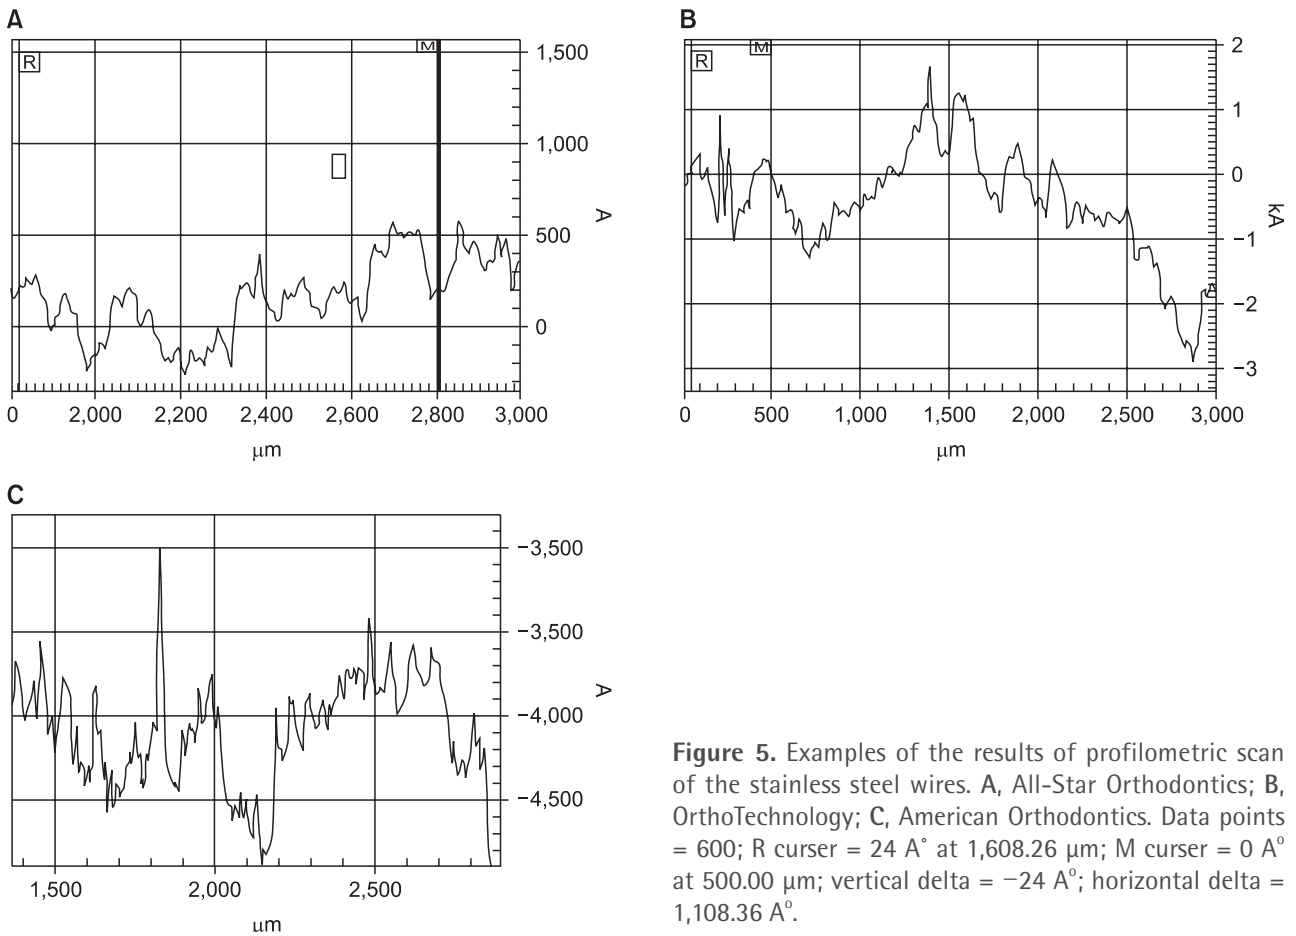 A
R
M
1,500
1,000
500
0
A
0 2,000 2,200 2,400 2,600 2,800 3,000
μm
B
R
M
2
1
0
−1
−2
−3
kA
0 500 1,000 1,500 2,000 2,500 3,000
μm
C
−3,500
−3,500
−4,000
−4,500
A
1,500 2,000 2,500
μm
Figure 5. Examples of the results of profilometric scan
of the stainless steel wires. A, All-Star Orthodontics; B,
OrthoTechnology; C, American Orthodontics. Data points
= 600; R curser = 24 A˚ at 1,608.26 μm; M curser = 0 Aº
at 500.00 μm; vertical delta = −24 Aº; horizontal delta =
1,108.36 Aº.